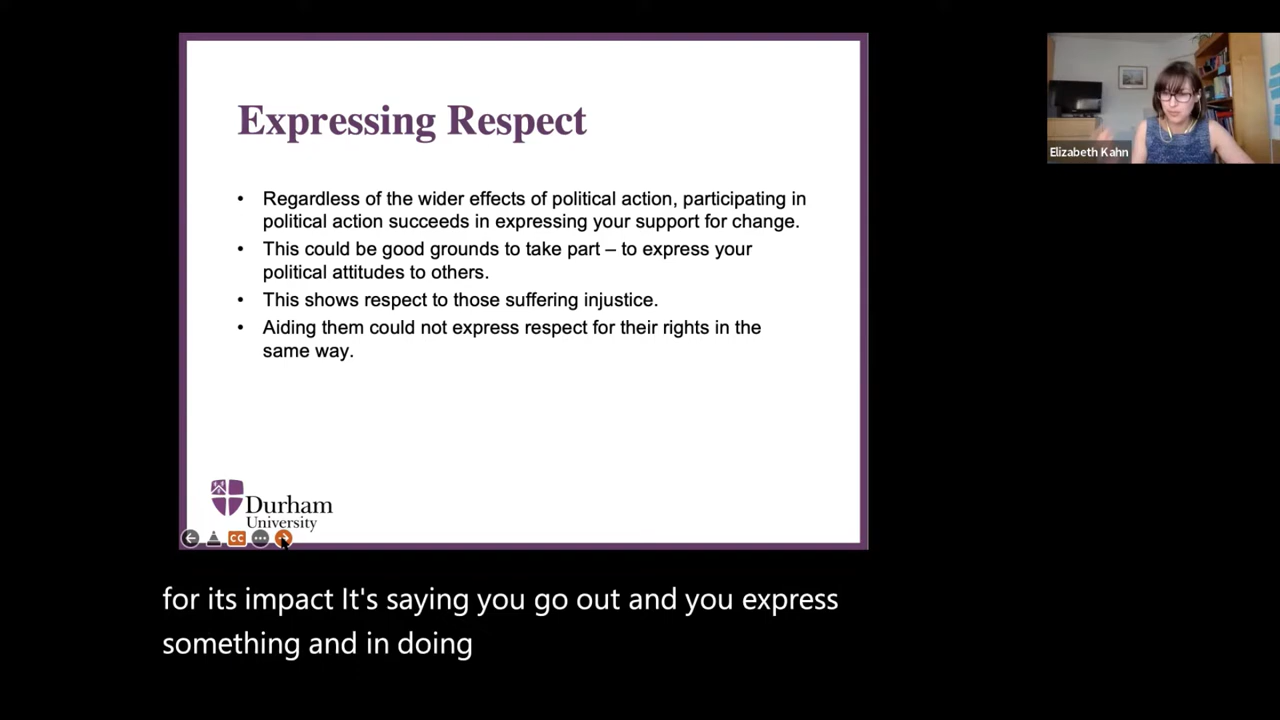 Expressing Respect
• Regardless of the wider effects of political action, participating in
political action succeeds in expressing your support for change.
• This could be good grounds to take part – to express your
political attitudes to others.
• This shows respect to those suffering injustice.
• Aiding them could not express respect for their rights in the
same way.
Durham
University
CC
Elizabeth Kahn
for its impact It's saying you go out and you express
something and in doing